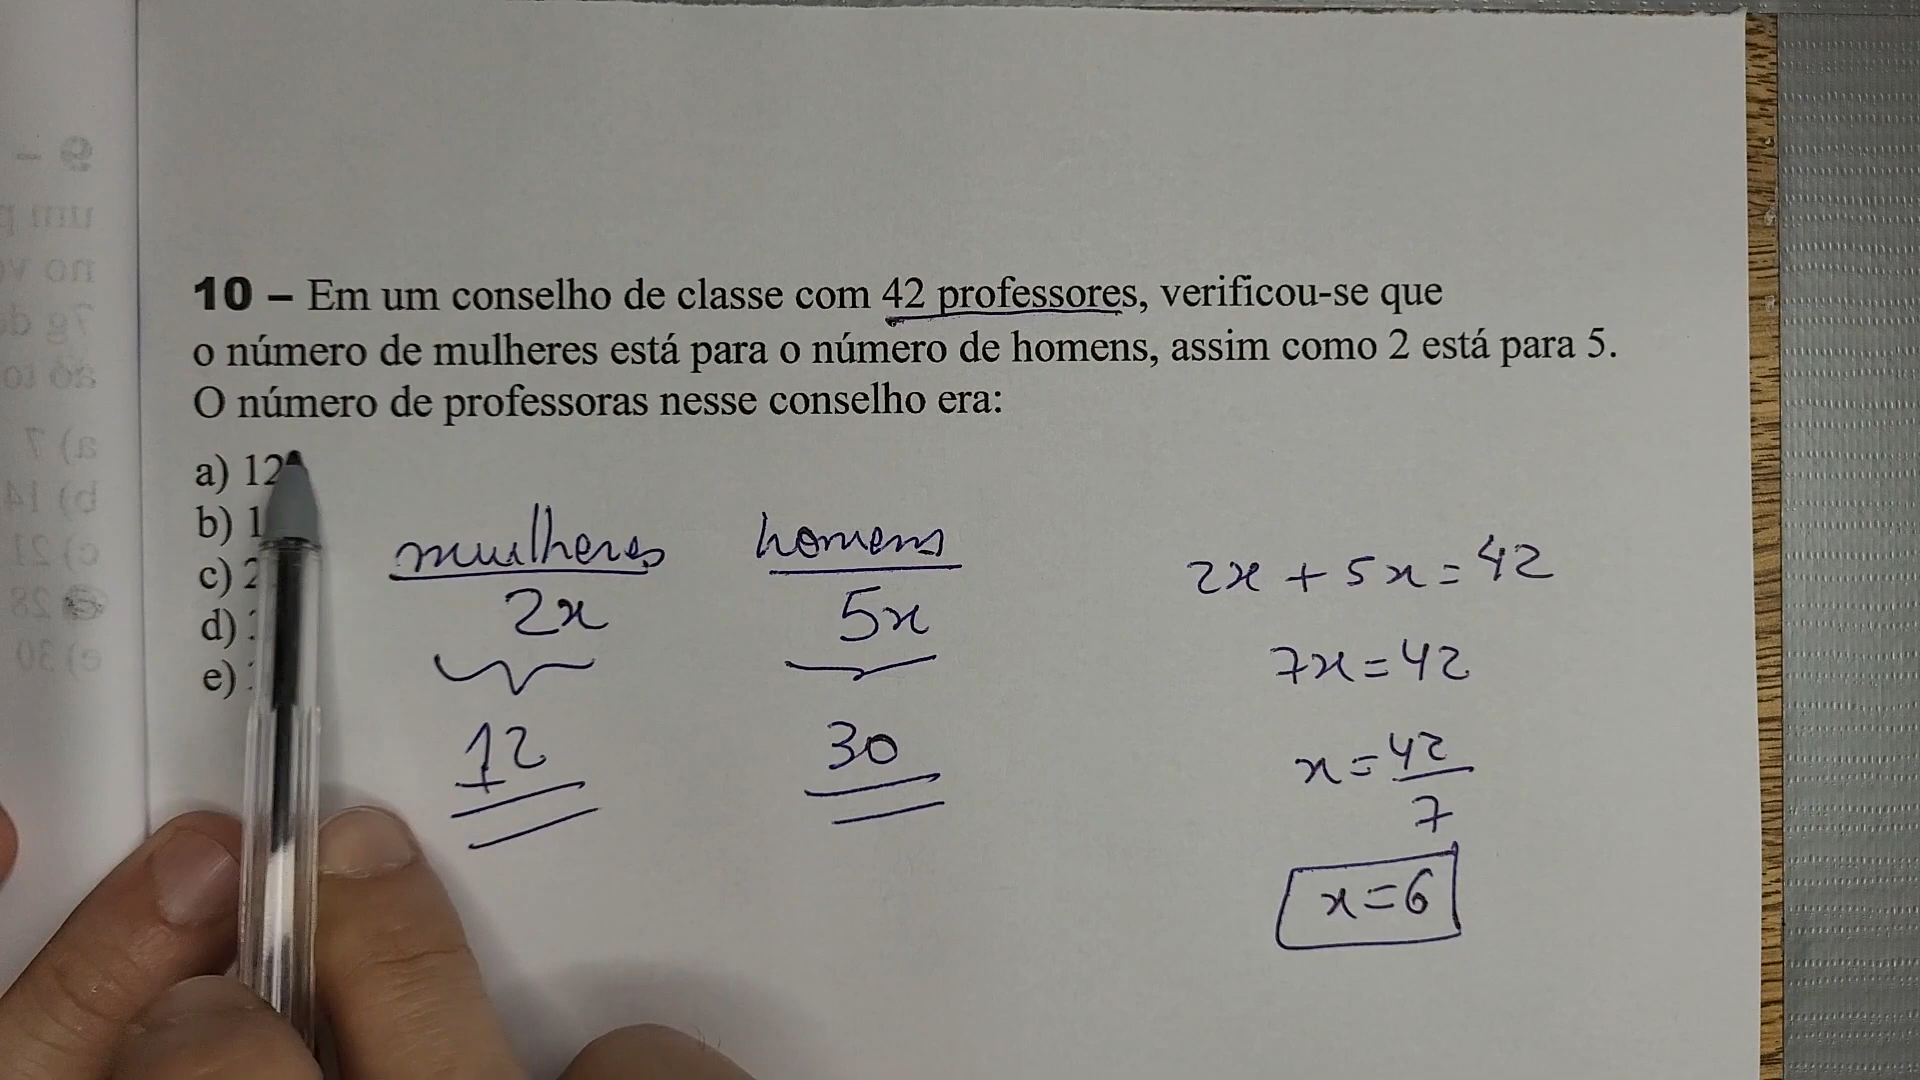 10 – Em um conselho de classe com 42 professores, verificou-se que
o número de mulheres está para o número de homens, assim como 2 está para 5.
O número de professoras nesse conselho era:
a) 12
b) 1
c) 2
d)
e)
mulheres homens
2x 5x
12 30
2x + 5x = 42
7x = 42
x = 42/7
x = 6